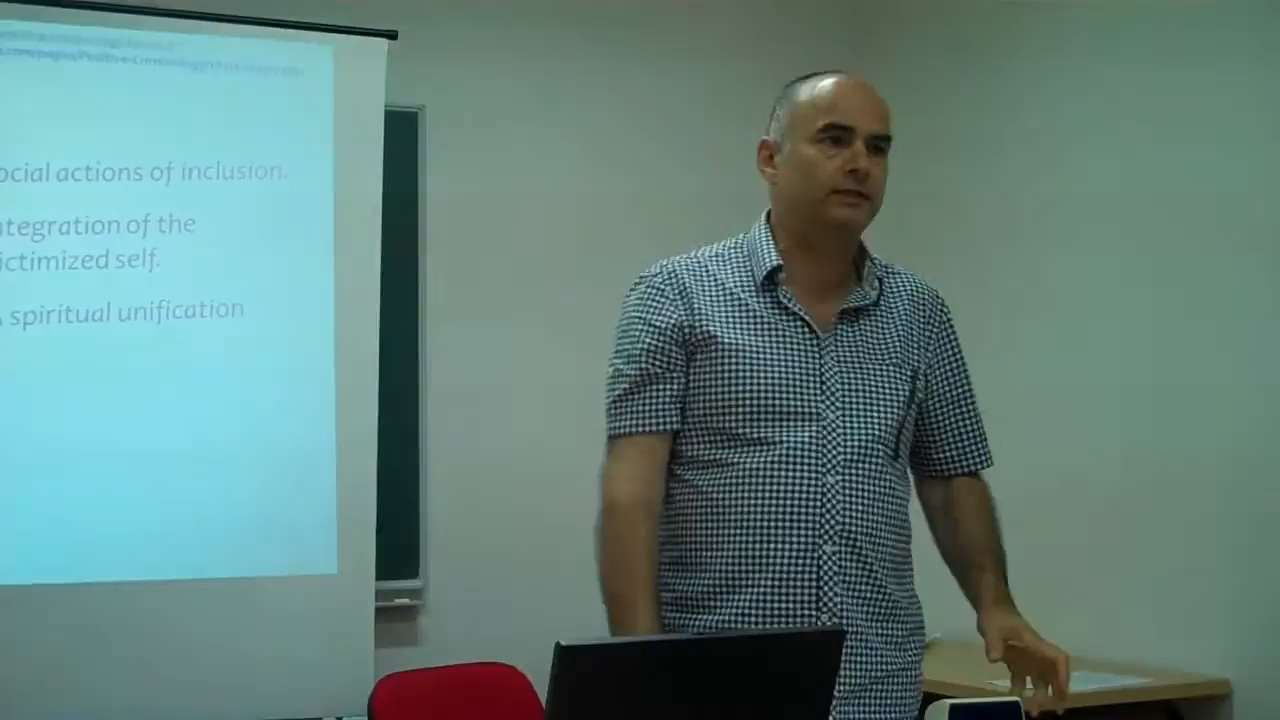 ocial actions of inclusion.
ntegration of the
ictimized self.
spiritual unification